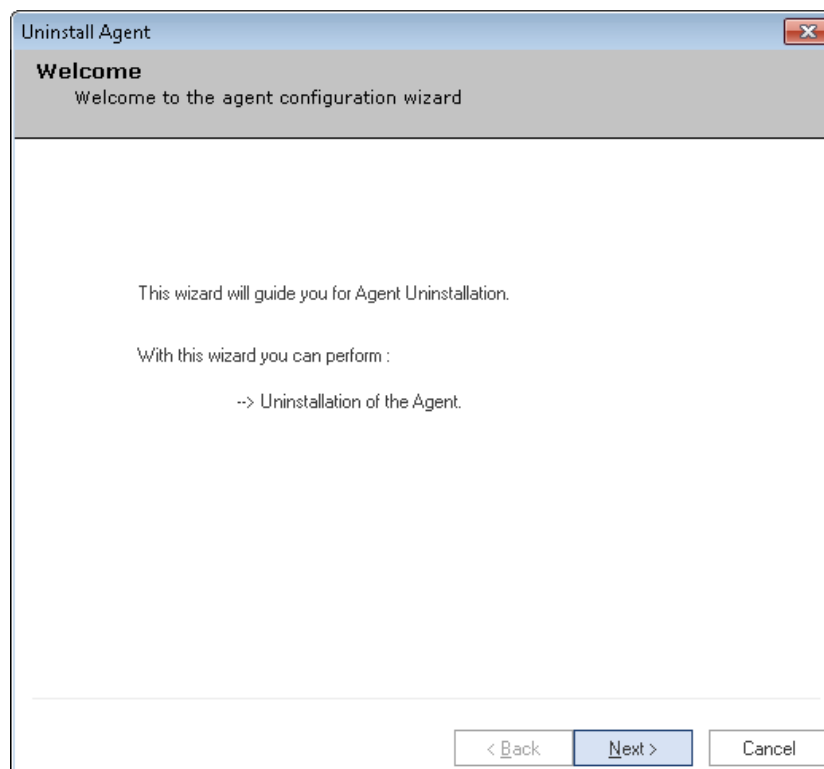 Uninstall Agent
Welcome
Welcome to the agent configuration wizard
This wizard will guide you for Agent Uninstallation.
With this wizard you can perform :
--> Uninstallation of the Agent.
< Back Next > Cancel